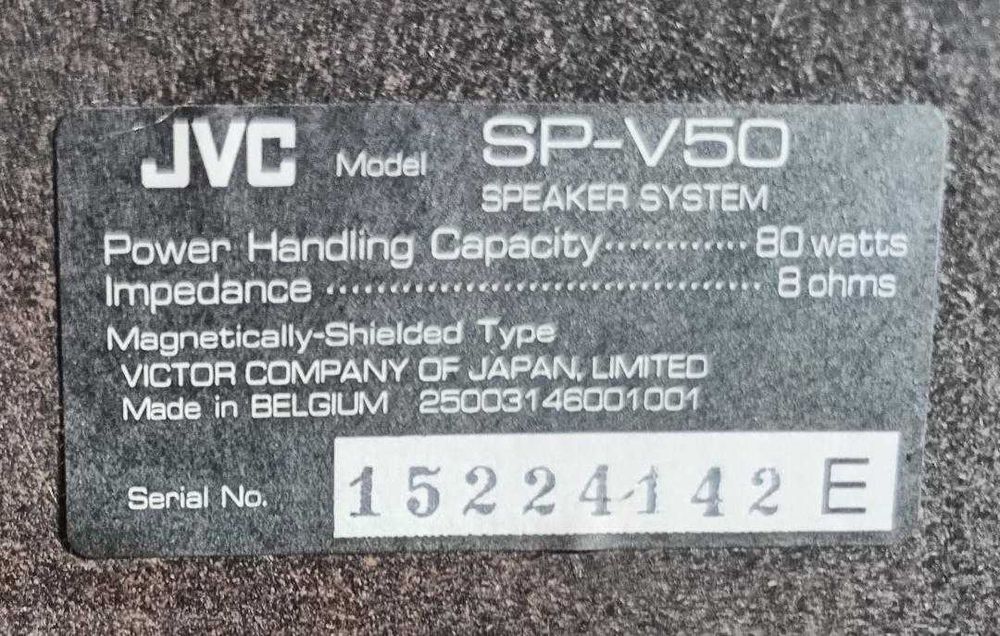 JVC Model SP-V50
SPEAKER SYSTEM
Power Handling Capacity············80 watts
Impedance ···································8 ohms
Magnetically-Shielded Type
VICTOR COMPANY OF JAPAN, LIMITED
Made in BELGIUM 25003146001001
Serial No. 15224142 E